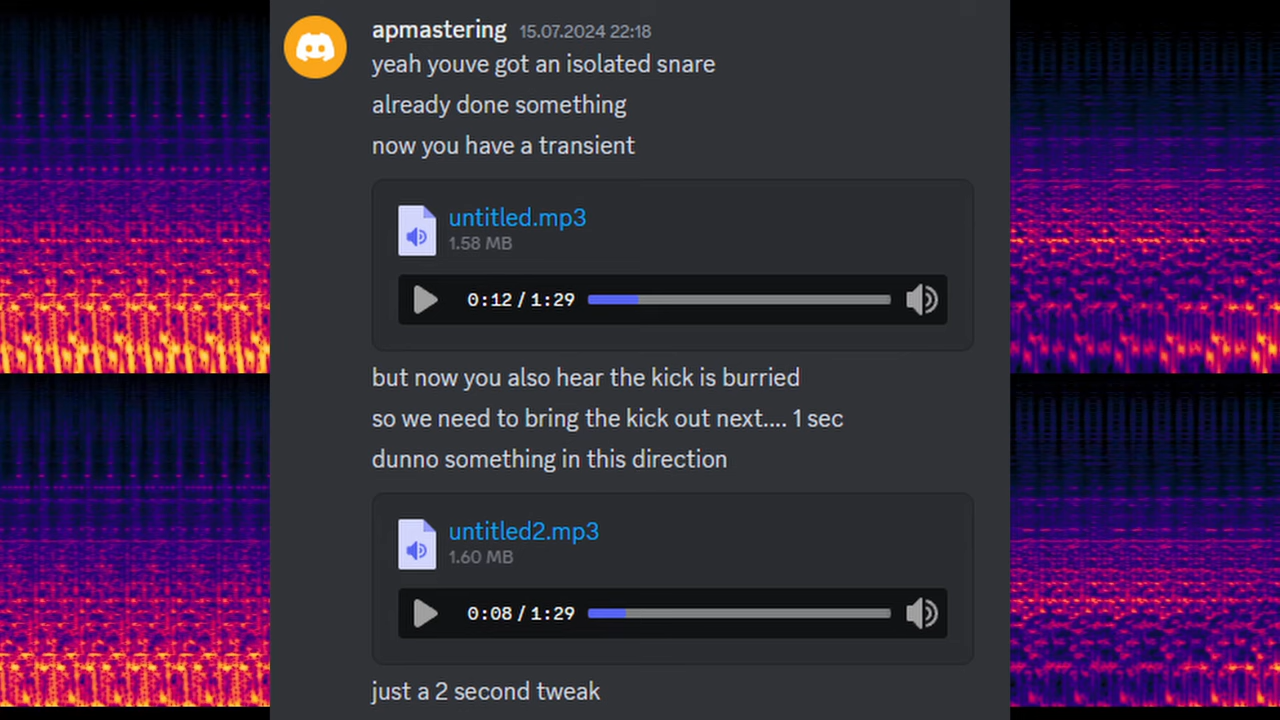 apmastering 15.07.2024 22:18
yeah youve got an isolated snare
already done something
now you have a transient
untitled.mp3
1.58 MB
0:12 / 1:29
but now you also hear the kick is burried
so we need to bring the kick out next.... 1 sec
dunno something in this direction
untitled2.mp3
1.60 MB
0:08 / 1:29
just a 2 second tweak